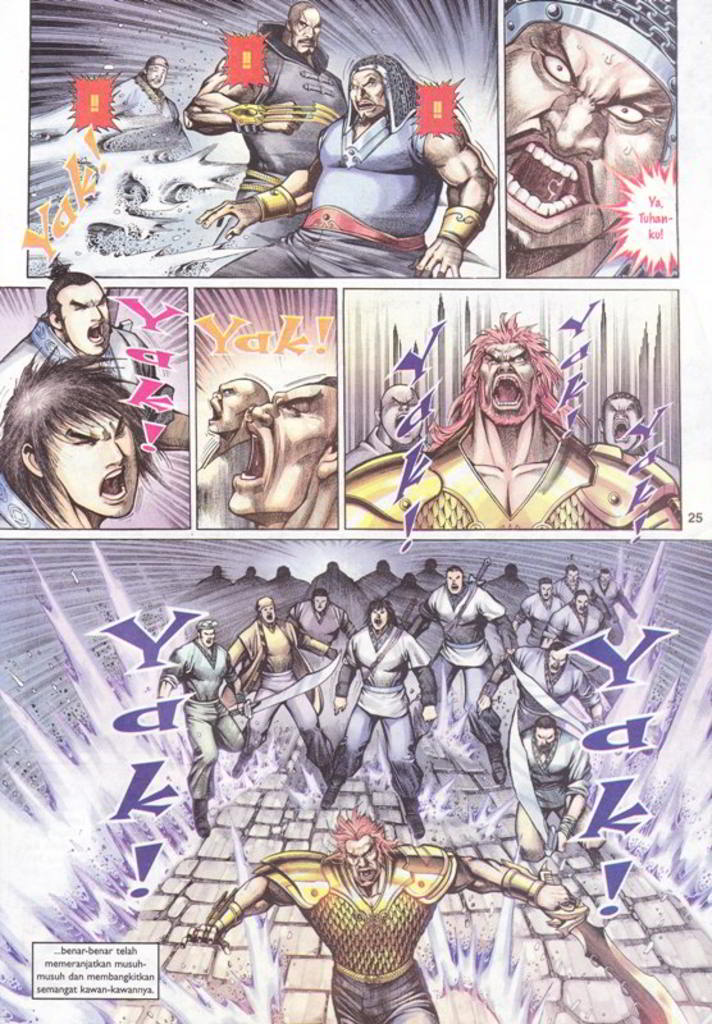 !!
!!
!!
Yak!
Ya,
Tuhan-
ku!
Yak!
Yak!
Yak!
Yak!
Yak!
25
Yak!
Yak!
...benar-benar telah
memeranjatkan musuh-
musuh dan membangkitkan
semangat kawan-kawannya.